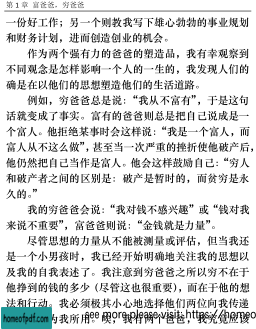 第 1 章 富爸爸，穷爸爸
一份好工作；另一个则教我写下雄心勃勃的事业规划
和财务计划，进而创造创业的机会。
作为两个强有力的爸爸的塑造品，我有幸观察到
不同观念是怎样影响一个人的一生的，我发现人们的
确是在以他们的思想塑造他们的生活道路。
例如，穷爸爸总是说：“我从不富有”，于是这句
话就变成了事实。富有的爸爸则总是把自己说成是一
个富人。他拒绝某事时会这样说：“我是一个富人，而
富人从不这么做”，甚至当一次严重的挫折使他破产后，
他仍然把自己当作是富人。他会这样鼓励自己：“穷人
和破产者之间的区别是：破产是暂时的，而贫穷是永
久的。”
我的穷爸爸会说：“我对钱不感兴趣”或“钱对我
来说不重要”，富爸爸则说：“金钱就是力量”。
尽管思想的力量从不能被测量或评估，但当我还
是一个小男孩时，我已经开始明确地关注我的思想以
及我的自我表述了。我注意到穷爸爸之所以穷不在于
他挣到的钱的多少（尽管这也很重要），而在于他的想
法和行动。我必须极其小心地选择他们两位向我传递
为我所用。唉，我有两个爸爸，我究竟应该
see more please visit: https://homeo
homeofpdf.com